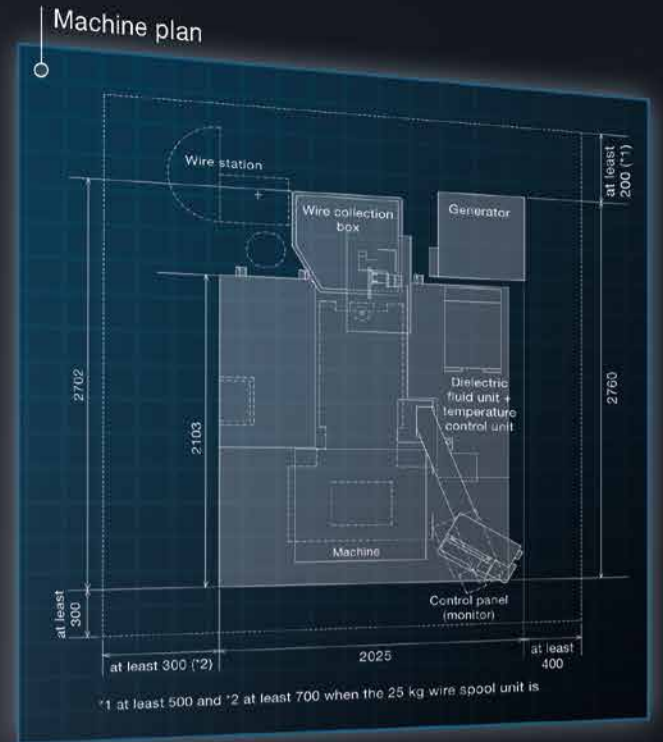 Machine plan
at least
200 (*1)
Wire station
Wire collection
box
Generator
2702
2103
2760
Dielectric
fluid unit +
temperature
control unit
Machine
Control panel
(monitor)
at least
300
at least 300 (*2)
2025
at least
400
*1 at least 500 and *2 at least 700 when the 25 kg wire spool unit is